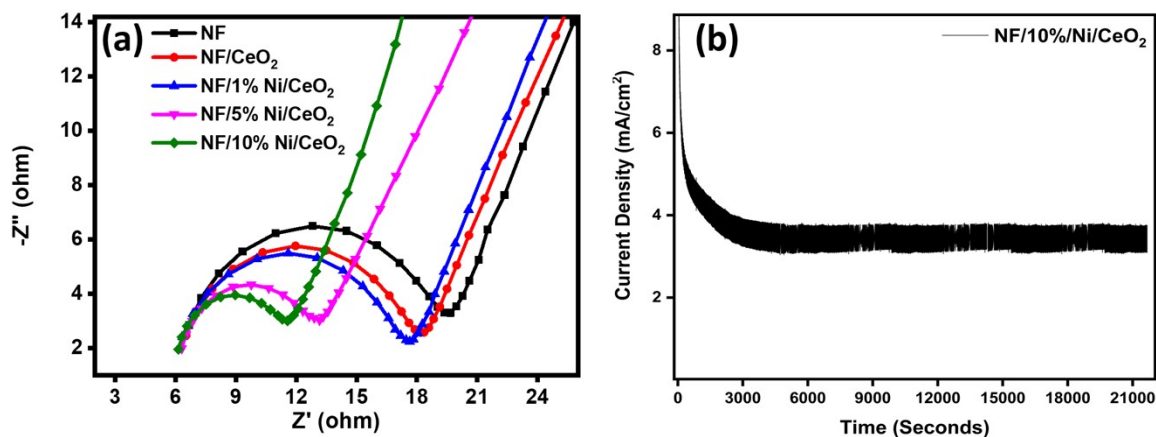 (a)
NF
NF/CeO₂
NF/1% Ni/CeO₂
NF/5% Ni/CeO₂
NF/10% Ni/CeO₂
-Z'' (ohm)
14
12
10
8
6
4
2
3 6 9 12 15 18 21 24
Z' (ohm)
(b)
NF/10%/Ni/CeO₂
Current Density (mA/cm²)
8
6
4
2
0 3000 6000 9000 12000 15000 18000 21000
Time (Seconds)